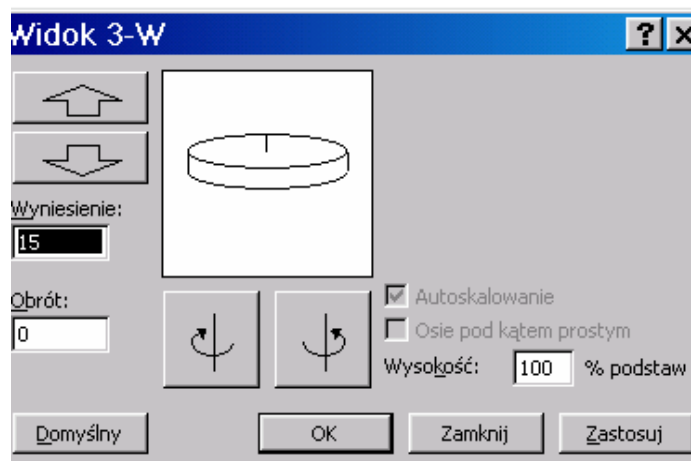 Widok 3-W
Wyniesienie:
15
Obrót:
0
Autoskalowanie
Osie pod kątem prostym
Wysokość: 100 % podstaw
Domyślny OK Zamknij Zastosuj